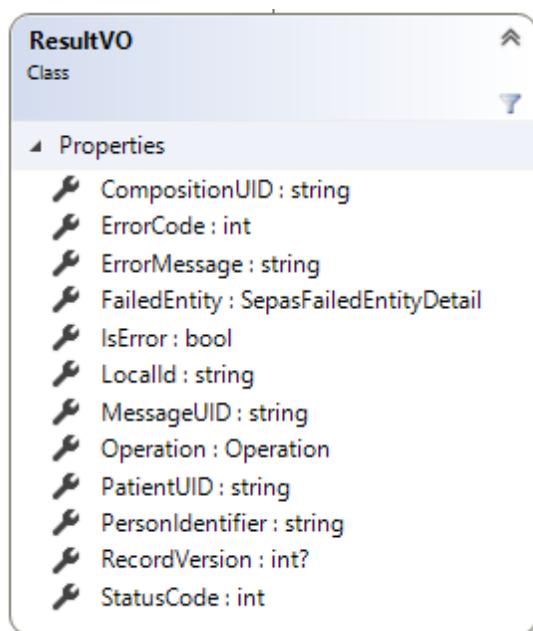 ResultVO
Class
Properties
CompositionUID : string
ErrorCode : int
ErrorMessage : string
FailedEntity : SepasFailedEntityDetail
IsError : bool
LocalId : string
MessageUID : string
Operation : Operation
PatientUID : string
PersonIdentifier : string
RecordVersion : int?
StatusCode : int